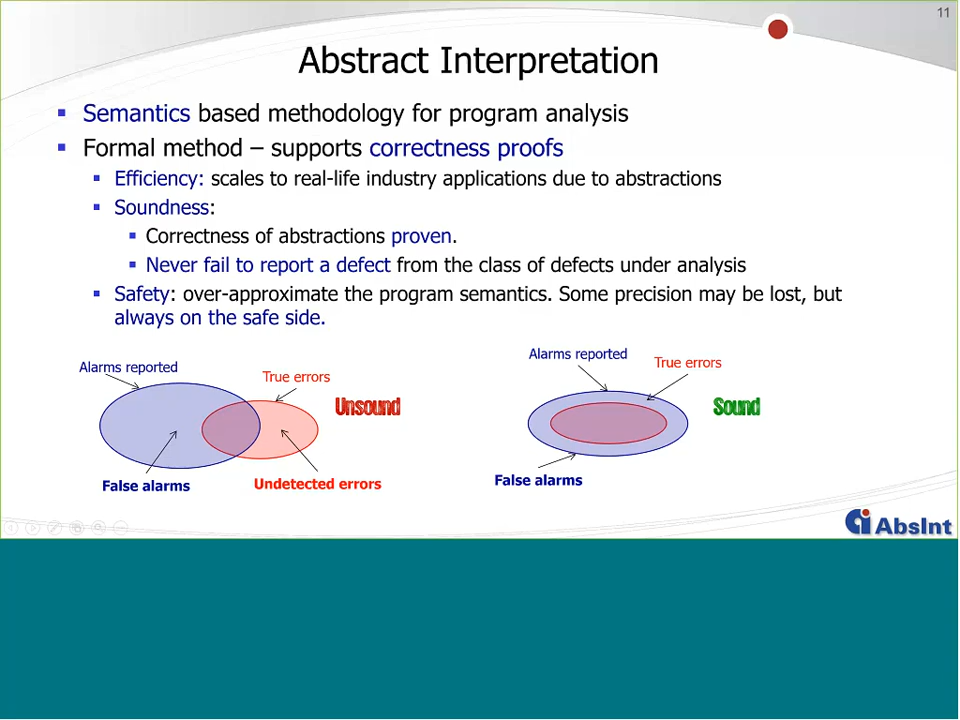 11
Abstract Interpretation
Semantics based methodology for program analysis
Formal method – supports correctness proofs
Efficiency: scales to real-life industry applications due to abstractions
Soundness:
Correctness of abstractions proven.
Never fail to report a defect from the class of defects under analysis
Safety: over-approximate the program semantics. Some precision may be lost, but
always on the safe side.
Alarms reported
True errors
Unsound
False alarms
Undetected errors
Alarms reported
True errors
Sound
False alarms
AbsInt